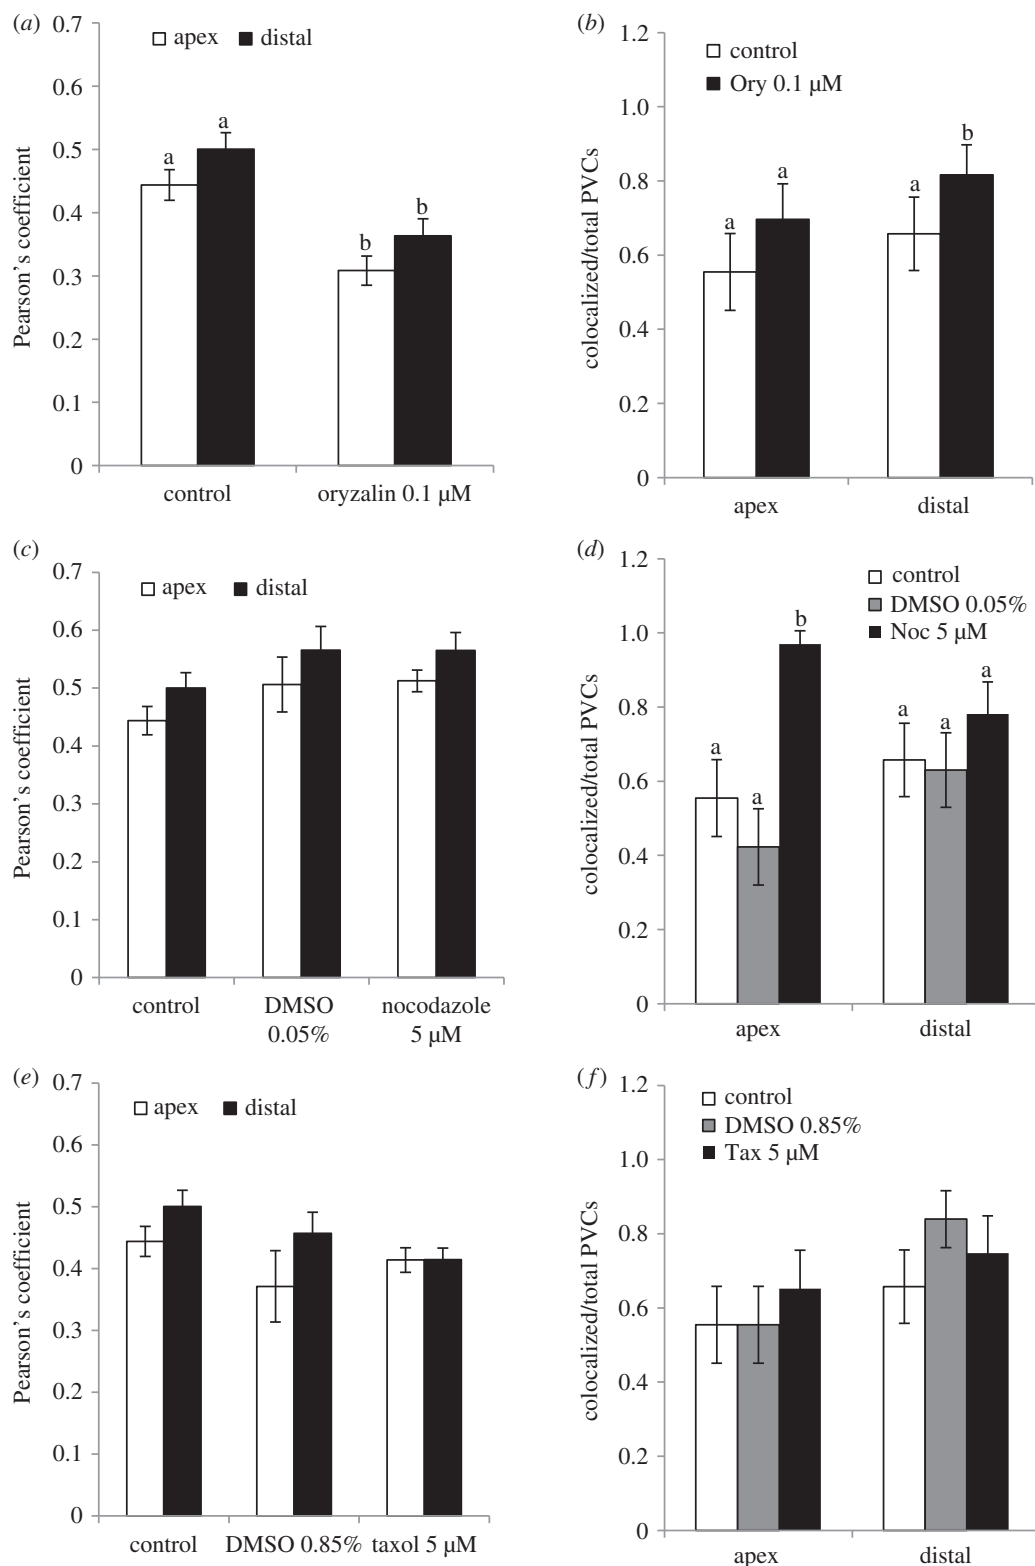 (a)
0.7
0.6
0.5
0.4
0.3
0.2
0.1
0
Pearson's coefficient
apex distal
a
a
b
b
control oryzalin 0.1 µM
(b)
1.2
1.0
0.8
0.6
0.4
0.2
0
colocalized/total PVCs
control
Ory 0.1 µM
a
a
a
b
apex distal
(c)
0.7
0.6
0.5
0.4
0.3
0.2
0.1
0
Pearson's coefficient
apex distal
control DMSO nocodazole
0.05% 5 µM
(d)
1.2
1.0
0.8
0.6
0.4
0.2
0
colocalized/total PVCs
control
DMSO 0.05%
Noc 5 µM
a
a
b
a
a
a
apex distal
(e)
0.7
0.6
0.5
0.4
0.3
0.2
0.1
0
Pearson's coefficient
apex distal
control DMSO 0.85% taxol 5 µM
(f)
1.2
1.0
0.8
0.6
0.4
0.2
0
colocalized/total PVCs
control
DMSO 0.85%
Tax 5 µM
apex distal